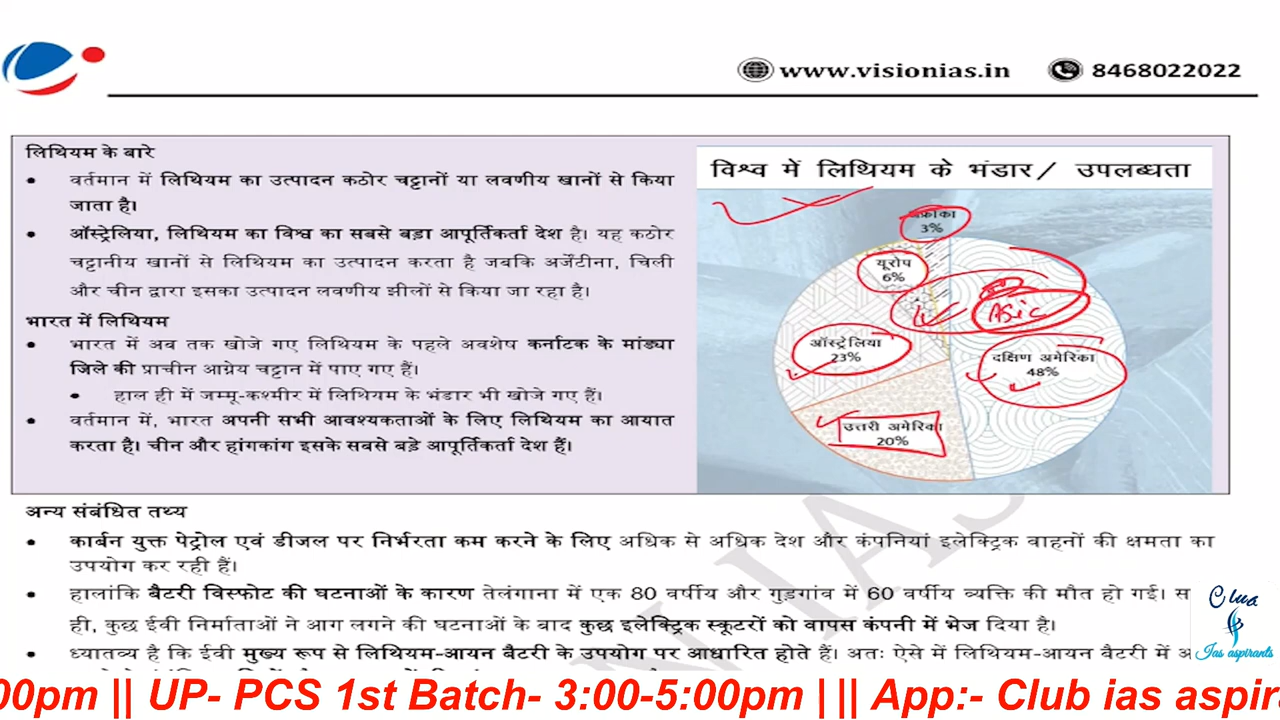 www.visionias.in
8468022022
लिथियम के बारे
• वर्तमान में लिथियम का उत्पादन कठोर चट्टानों या लवणीय खानों से किया
जाता है।
• ऑस्ट्रेलिया, लिथियम का विश्व का सबसे बड़ा आपूर्तिकर्ता देश है। यह कठोर
चट्टानीय खानों से लिथियम का उत्पादन करता है जबकि अर्जेंटीना, चिली
और चीन द्वारा इसका उत्पादन लवणीय झीलों से किया जा रहा है।
भारत में लिथियम
• भारत में अब तक खोजे गए लिथियम के पहले अवशेष कर्नाटक के मांड्या
जिले की प्राचीन आग्नेय चट्टान में पाए गए हैं।
• हाल ही में जम्मू-कश्मीर में लिथियम के भंडार भी खोजे गए हैं।
• वर्तमान में, भारत अपनी सभी आवश्यकताओं के लिए लिथियम का आयात
करता है। चीन और हांगकांग इसके सबसे बड़े आपूर्तिकर्ता देश हैं।
विश्व में लिथियम के भंडार/ उपलब्धता
अफ्रीका
3%
यूरोप
6%
Asia
ऑस्ट्रेलिया
23%
दक्षिण अमेरिका
48%
उत्तरी अमेरिका
20%
अन्य संबंधित तथ्य
• कार्बन युक्त पेट्रोल एवं डीजल पर निर्भरता कम करने के लिए अधिक से अधिक देश और कंपनियां इलेक्ट्रिक वाहनों की क्षमता का
उपयोग कर रही हैं।
• हालांकि बैटरी विस्फोट की घटनाओं के कारण तेलंगाना में एक 80 वर्षीय और गुड़गांव में 60 वर्षीय व्यक्ति की मौत हो गई। स
ही, कुछ ईवी निर्माताओं ने आग लगने की घटनाओं के बाद कुछ इलेक्ट्रिक स्कूटरों को वापस कंपनी में भेज दिया है।
• ध्यातव्य है कि ईवी मुख्य रूप से लिथियम-आयन बैटरी के उपयोग पर आधारित होते हैं। अतः ऐसे में लिथियम-आयन बैटरी में अ
N IAS
Club
Ias aspirants
00pm || UP- PCS 1st Batch- 3:00-5:00pm | || App:- Club ias aspira